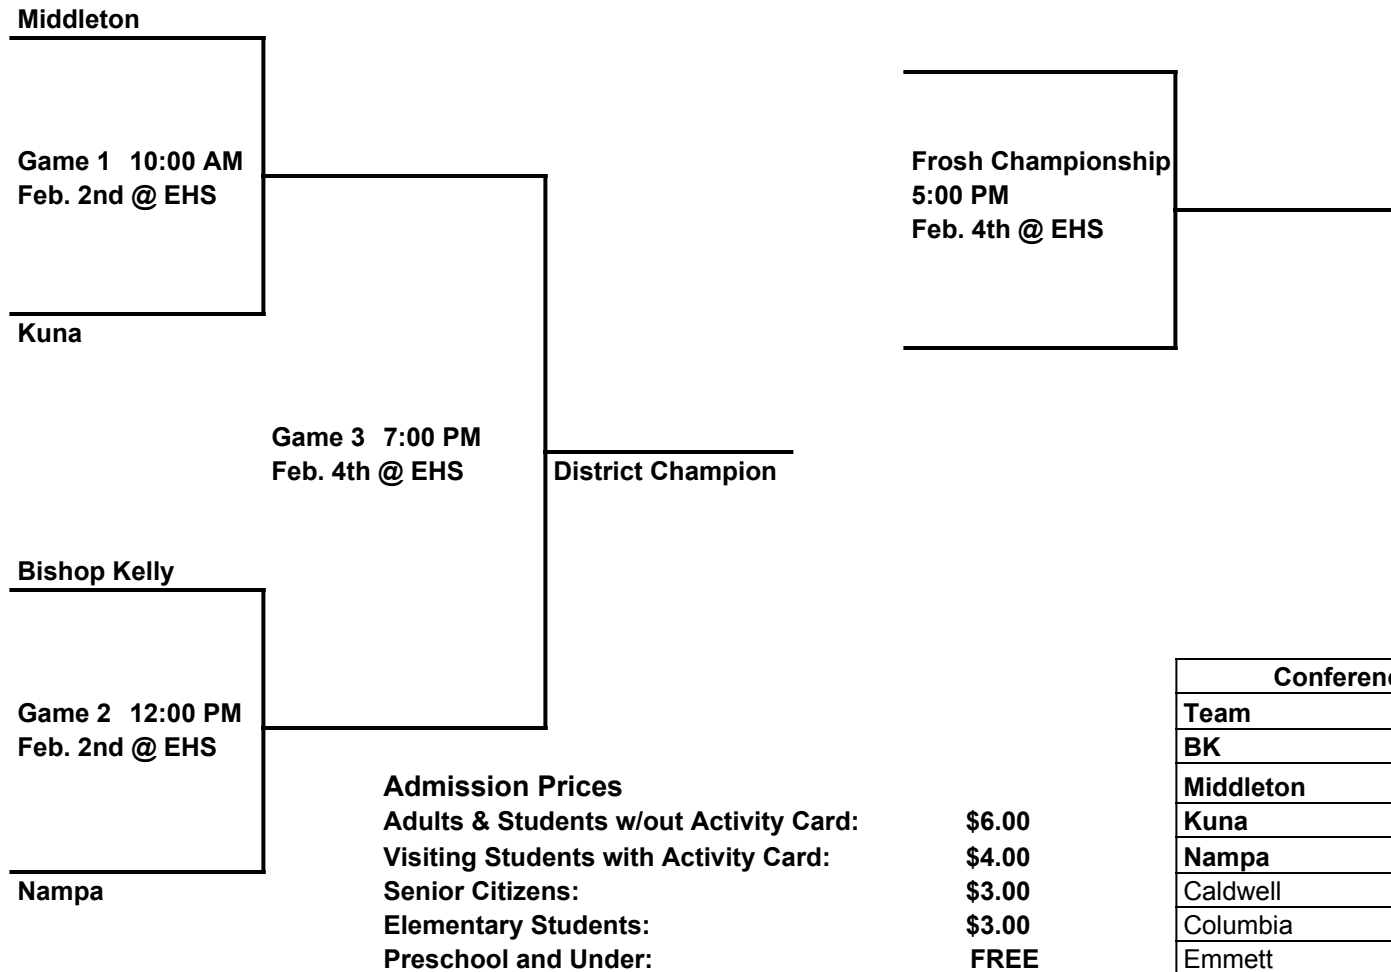 Middleton
Game 1 10:00 AM
Feb. 2nd @ EHS
Kuna
Game 3 7:00 PM
Feb. 4th @ EHS
District Champion
Bishop Kelly
Game 2 12:00 PM
Feb. 2nd @ EHS
Nampa
Frosh Championship
5:00 PM
Feb. 4th @ EHS
Admission Prices
Adults & Students w/out Activity Card: $6.00
Visiting Students with Activity Card: $4.00
Senior Citizens: $3.00
Elementary Students: $3.00
Preschool and Under: FREE
Team
BK
Middleton
Kuna
Nampa
Caldwell
Columbia
Emmett